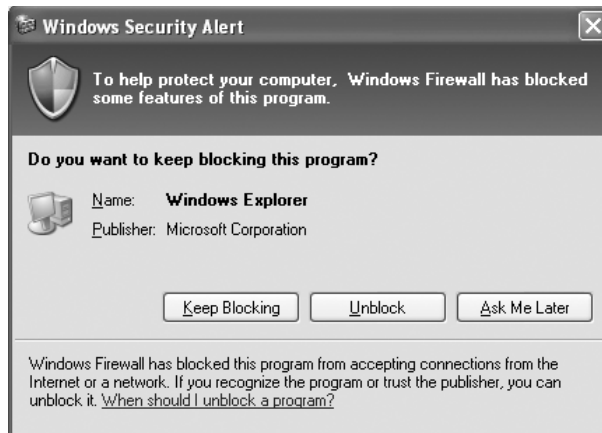 Windows Security Alert
To help protect your computer, Windows Firewall has blocked
some features of this program.
Do you want to keep blocking this program?
Name: Windows Explorer
Publisher: Microsoft Corporation
Keep Blocking Unblock Ask Me Later
Windows Firewall has blocked this program from accepting connections from the
Internet or a network. If you recognize the program or trust the publisher, you can
unblock it. When should I unblock a program?